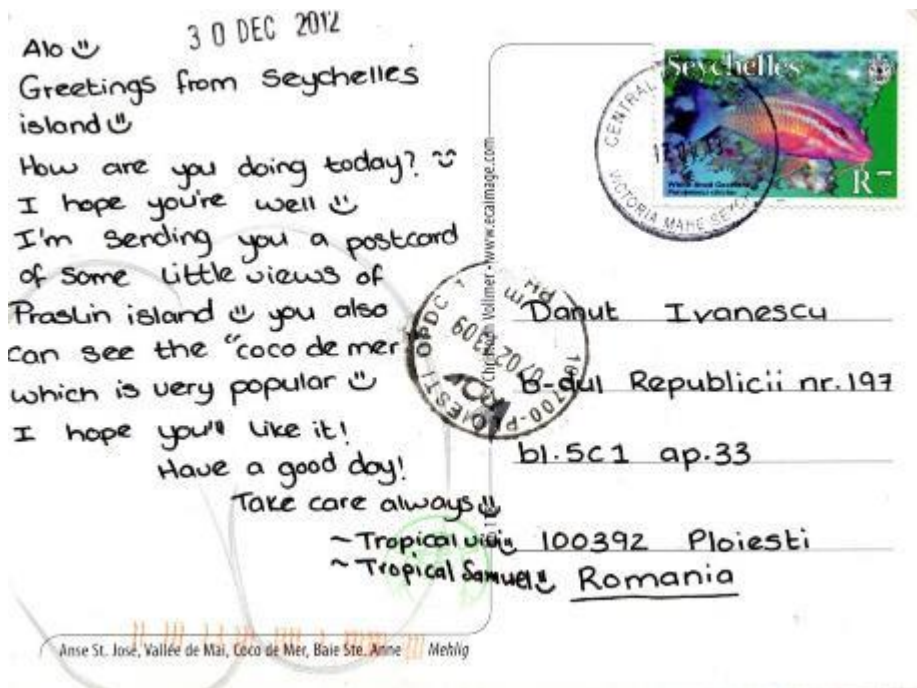 30 DEC 2012
Alo
Greetings from Seychelles
island
How are you doing today?
I hope you're well
I'm sending you a postcard
of some little views of
Praslin island you also
can see the "coco de mer"
which is very popular
I hope you'll like it!
Have a good day!
Take care always
~Tropical vivi
~Tropical Samuel
Anse St. José, Vallée de Mai, Coco de Mer, Baie Ste. Anne
Mehlig
Vollimer - www.ecaimage.com
Seychelles
R7
CENTRAL
VICTORIA MAHE
Danut Ivanescu
b-dul Republicii nr.197
bl.5c1 ap.33
100392 Ploiesti
Romania